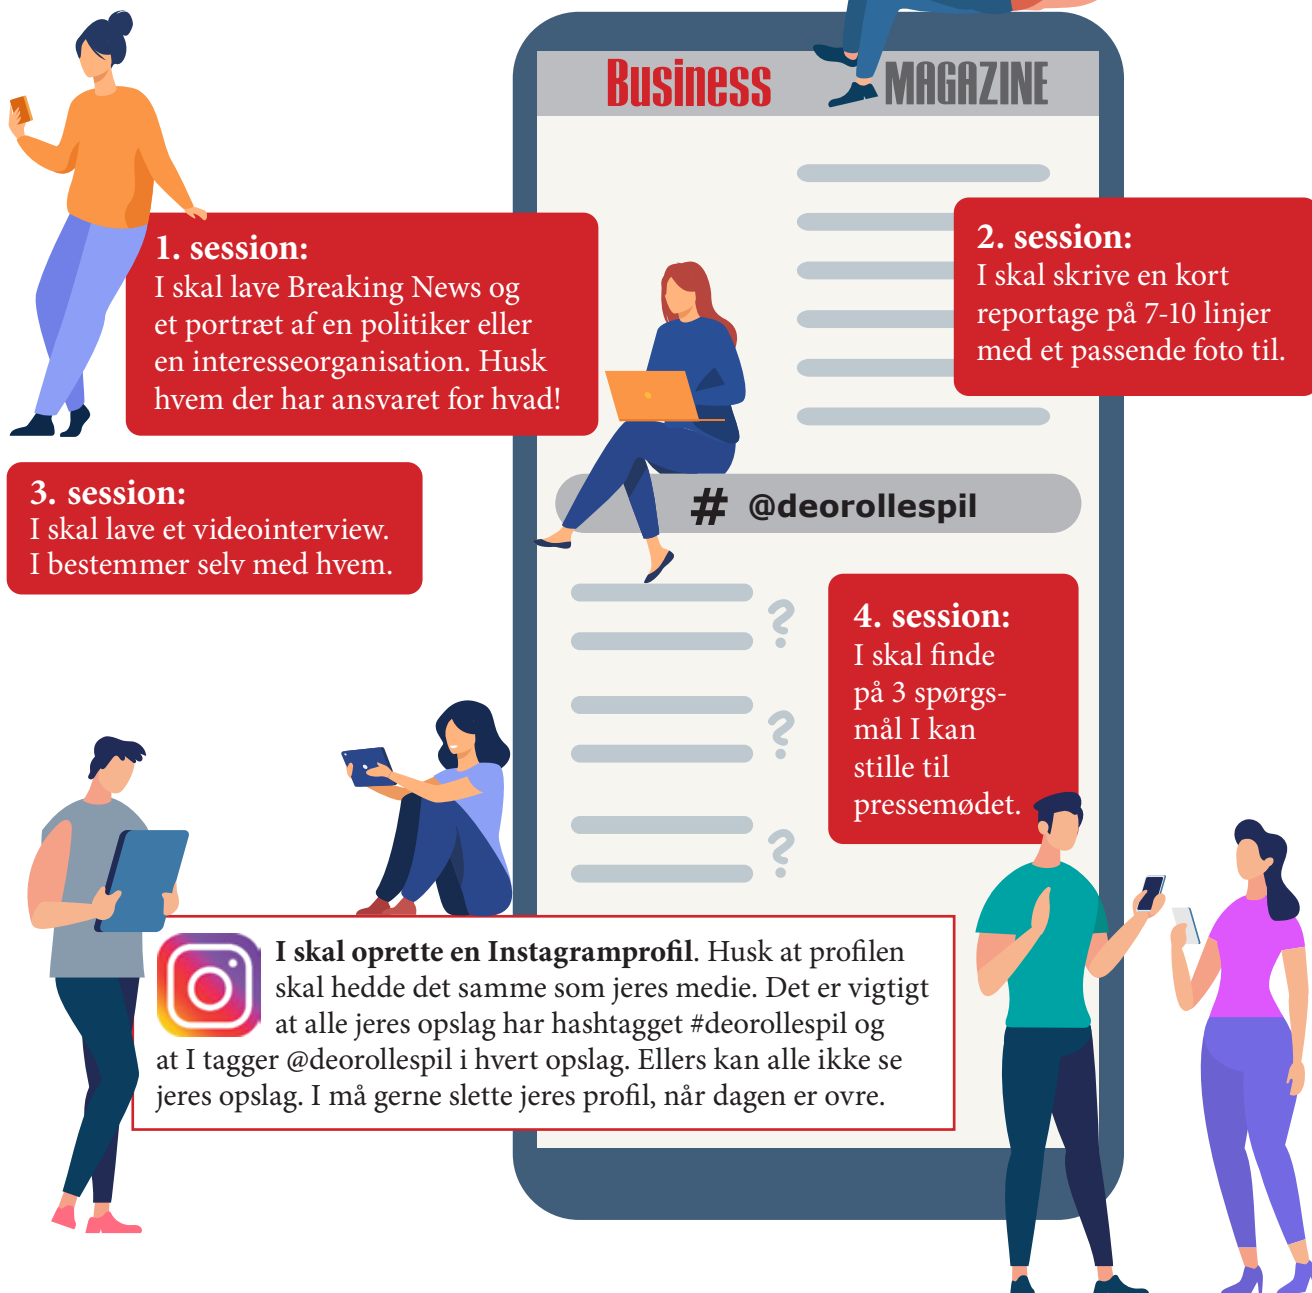 Business MAGAZINE
1. session:
I skal lave Breaking News og
et portræt af en politiker eller
en interesseorganisation. Husk
hvem der har ansvaret for hvad!
2. session:
I skal skrive en kort
reportage på 7-10 linjer
med et passende foto til.
3. session:
I skal lave et videointerview.
I bestemmer selv med hvem.
# @deorollespil
?
?
?
4. session:
I skal finde
på 3 spørgs-
mål I kan
stille til
pressemødet.
I skal oprette en Instagramprofil. Husk at profilen
skal hedde det samme som jeres medie. Det er vigtigt
at alle jeres opslag har hashtagget #deorollespil og
at I tagger @deorollespil i hvert opslag. Ellers kan alle ikke se
jeres opslag. I må gerne slette jeres profil, når dagen er ovre.